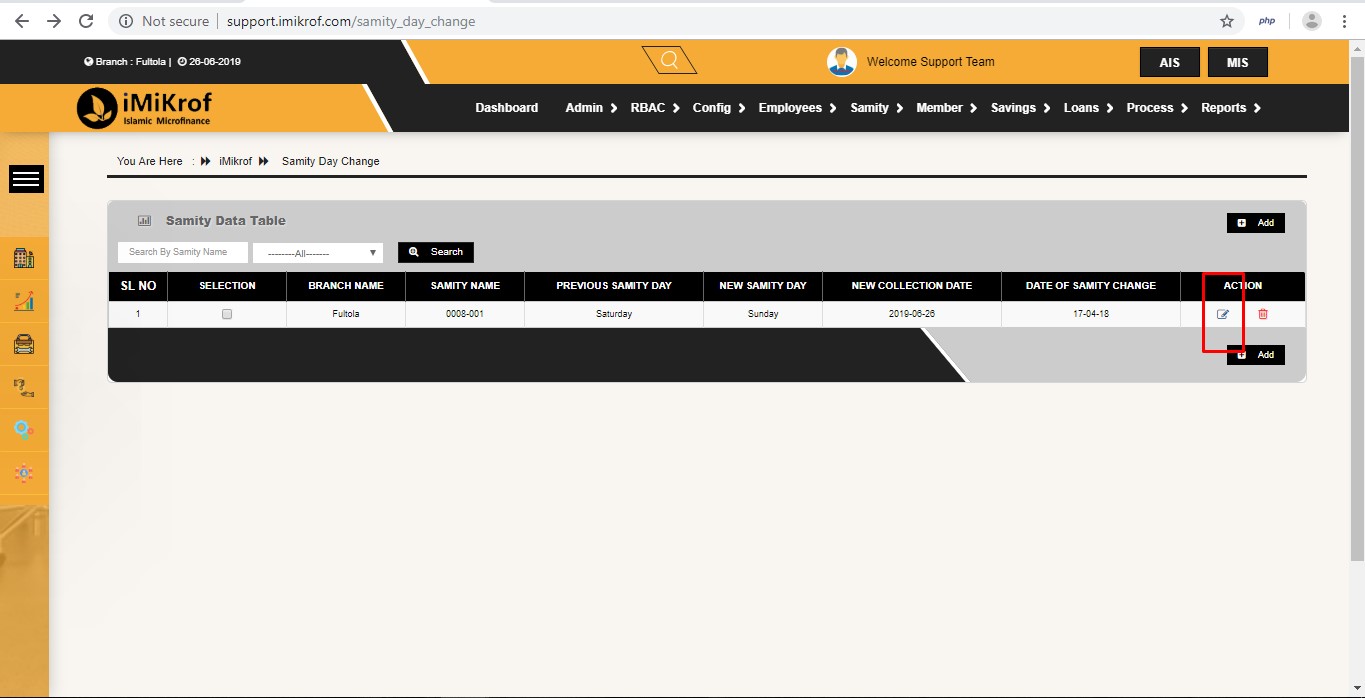 Not secure | support.imikrof.com/samity_day_change php
Branch : Fultola | 26-06-2019 Welcome Support Team AIS MIS
iMiKrof
Islamic Microfinance
Dashboard Admin RBAC Config Employees Samity Member Savings Loans Process Reports
You Are Here : iMikrof Samity Day Change
Samity Data Table Add
Search By Samity Name --------All------- Search
SL NO SELECTION BRANCH NAME SAMITY NAME PREVIOUS SAMITY DAY NEW SAMITY DAY NEW COLLECTION DATE DATE OF SAMITY CHANGE ACTION
1 Fultola 0008-001 Saturday Sunday 2019-06-26 17-04-18
Add